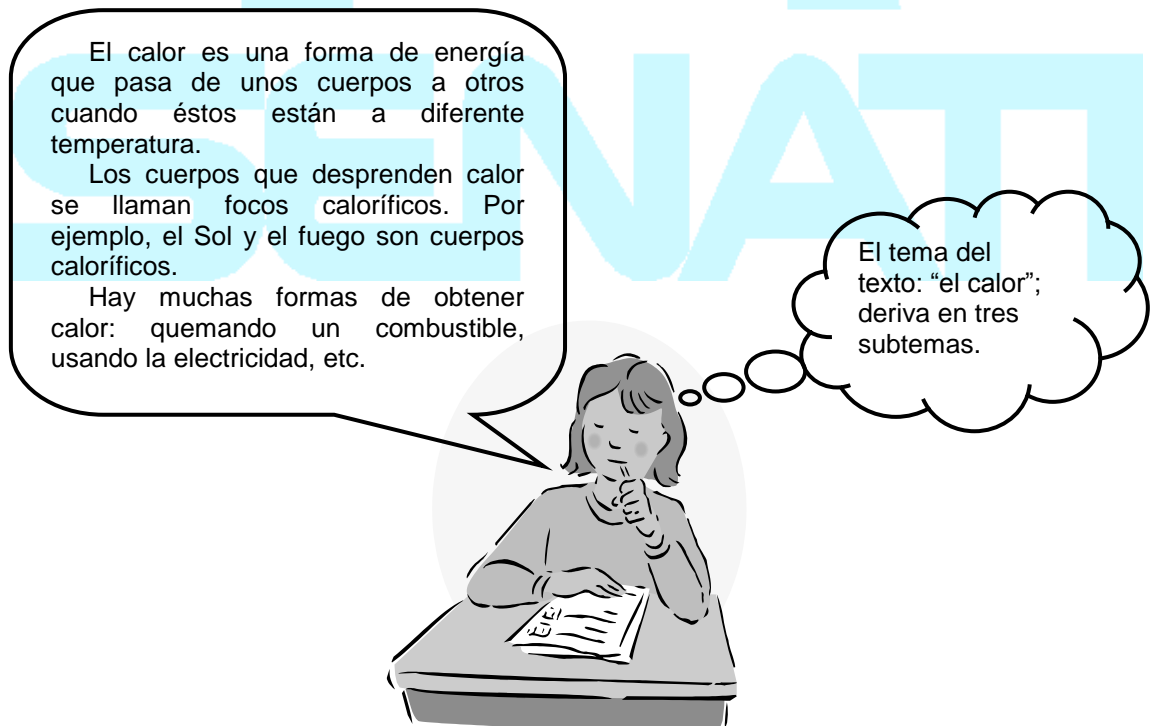 SENATI
El calor es una forma de energía
que pasa de unos cuerpos a otros
cuando éstos están a diferente
temperatura.
Los cuerpos que desprenden calor
se llaman focos caloríficos. Por
ejemplo, el Sol y el fuego son cuerpos
caloríficos.
Hay muchas formas de obtener
calor: quemando un combustible,
usando la electricidad, etc.
El tema del
texto: “el calor”;
deriva en tres
subtemas.